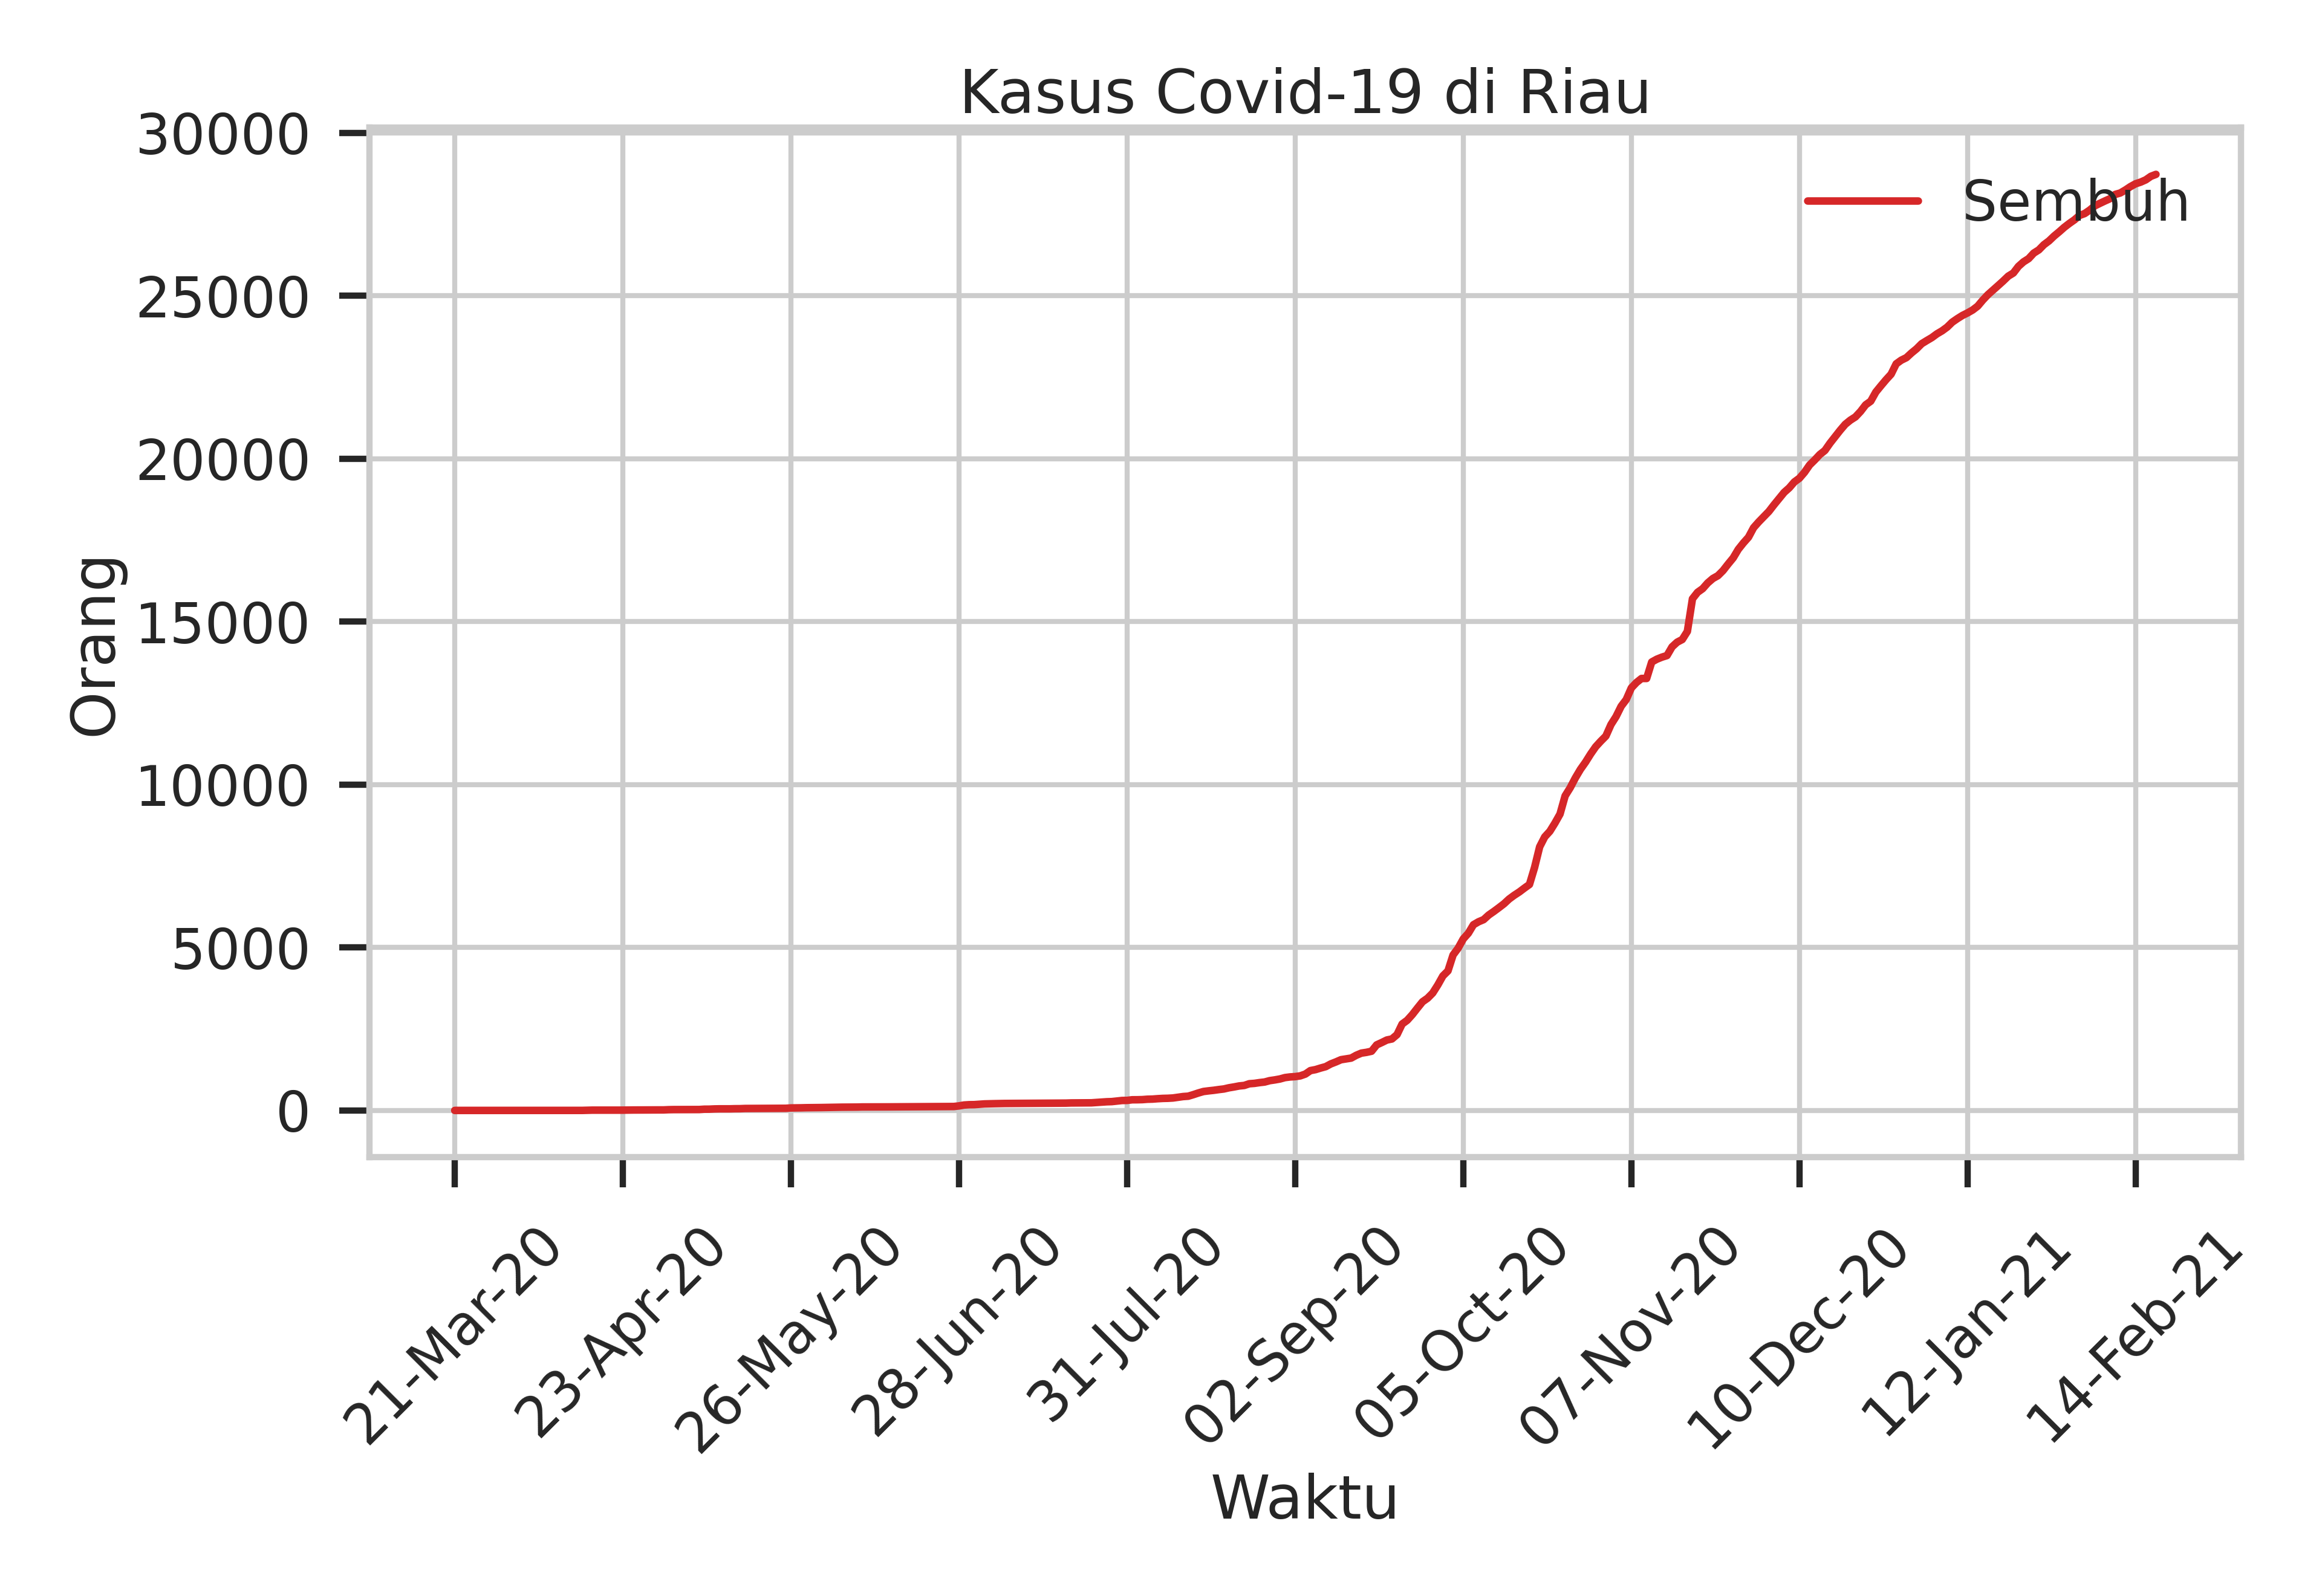 Kasus Covid-19 di Riau
30000
25000
20000
15000
10000
5000
0
Orang
Sembuh
21-Mar-20
23-Apr-20
26-May-20
28-Jun-20
31-Jul-20
02-Sep-20
05-Oct-20
07-Nov-20
10-Dec-20
12-Jan-21
14-Feb-21
Waktu